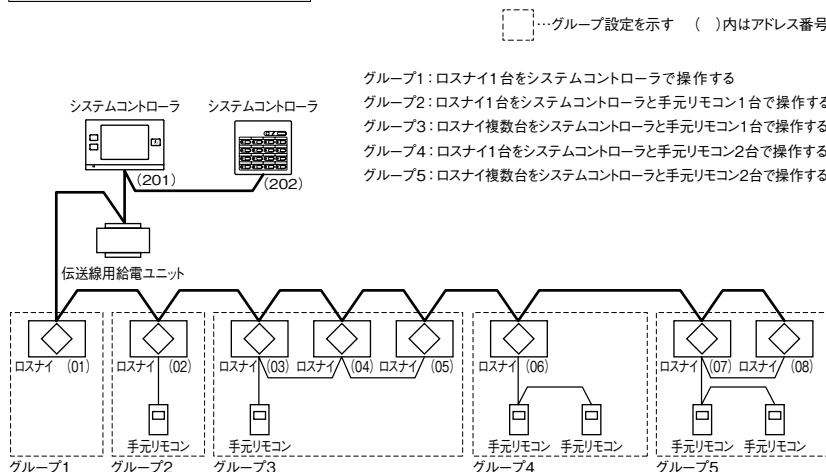 …グループ設定を示す ( )内はアドレス番号
グループ1：ロスナイ1台をシステムコントローラで操作する
グループ2：ロスナイ1台をシステムコントローラと手元リモコン1台で操作する
グループ3：ロスナイ複数台をシステムコントローラと手元リモコン1台で操作する
グループ4：ロスナイ1台をシステムコントローラと手元リモコン2台で操作する
グループ5：ロスナイ複数台をシステムコントローラと手元リモコン2台で操作する
システムコントローラ システムコントローラ
(201) (202)
伝送線用給電ユニット
ロスナイ (01) ロスナイ (02) ロスナイ (03) ロスナイ (04) ロスナイ (05) ロスナイ (06) ロスナイ (07) ロスナイ (08)
手元リモコン 手元リモコン 手元リモコン 手元リモコン 手元リモコン 手元リモコン
グループ1 グループ2 グループ3 グループ4 グループ5